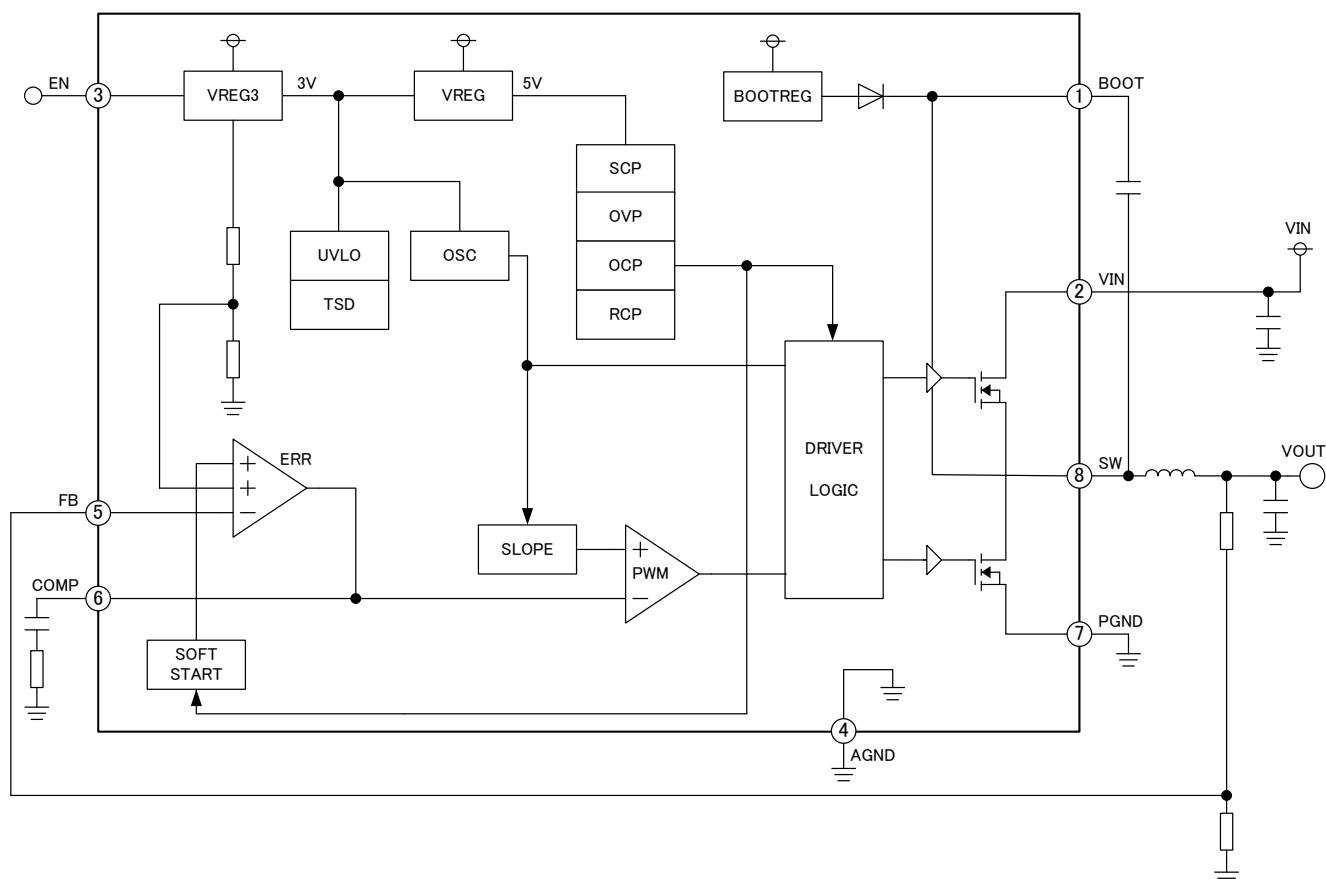 EN
3
VREG3
3V
VREG
5V
BOOTREG
1
BOOT
SCP
OVP
OCP
RCP
UVLO
TSD
OSC
VIN
2
VIN
DRIVER
LOGIC
ERR
+
+
−
FB
5
SW
8
VOUT
SLOPE
+
PWM
−
COMP
6
SOFT
START
PGND
7
4
AGND